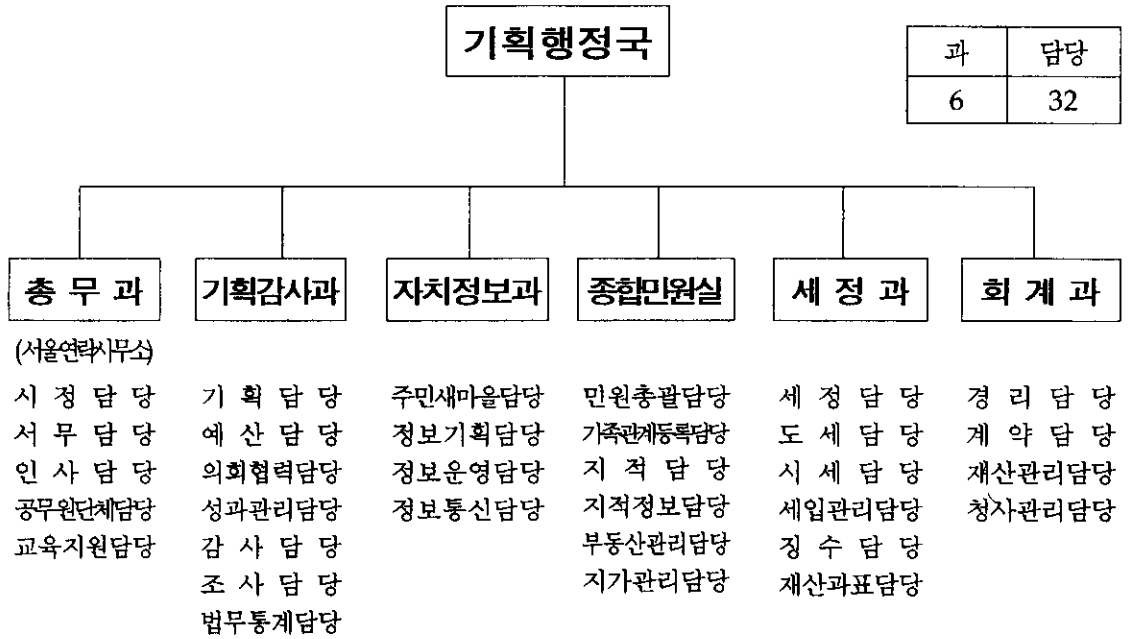 기획행정국
과 담당
6 32
총 무 과
(서울연락사무소)
시 정 담 당
서 무 담 당
인 사 담 당
공무원단체담당
교육지원담당
기획감사과
기 획 담 당
예 산 담 당
의회협력담당
성과관리담당
감 사 담 당
조 사 담 당
법무통계담당
자치정보과
주민새마을담당
정보기획담당
정보운영담당
정보통신담당
종합민원실
민원총괄담당
가족관계등록담당
지 적 담 당
지적정보담당
부동산관리담당
지가관리담당
세 정 과
세 정 담 당
도 세 담 당
시 세 담 당
세입관리담당
징 수 담 당
재산과표담당
회 계 과
경 리 담 당
계 약 담 당
재산관리담당
청사관리담당